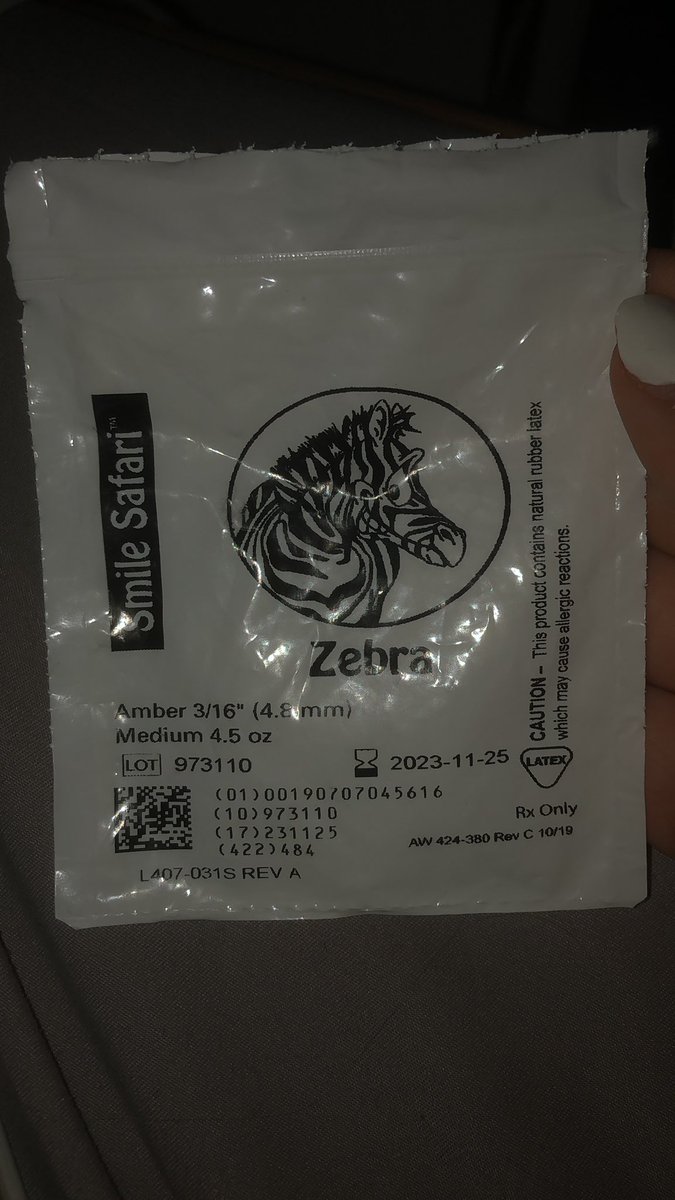 Smile Safari™
Zebra
CAUTION – This product contains natural rubber latex
which may cause allergic reactions.
Amber 3/16" (4.8 mm)
Medium 4.5 oz
LOT 973110
2023-11-25
LATEX
(01)00190707045616
(10)973110
(17)231125
(422)484
Rx Only
AW 424-380 Rev C 10/19
L407-031S REV A